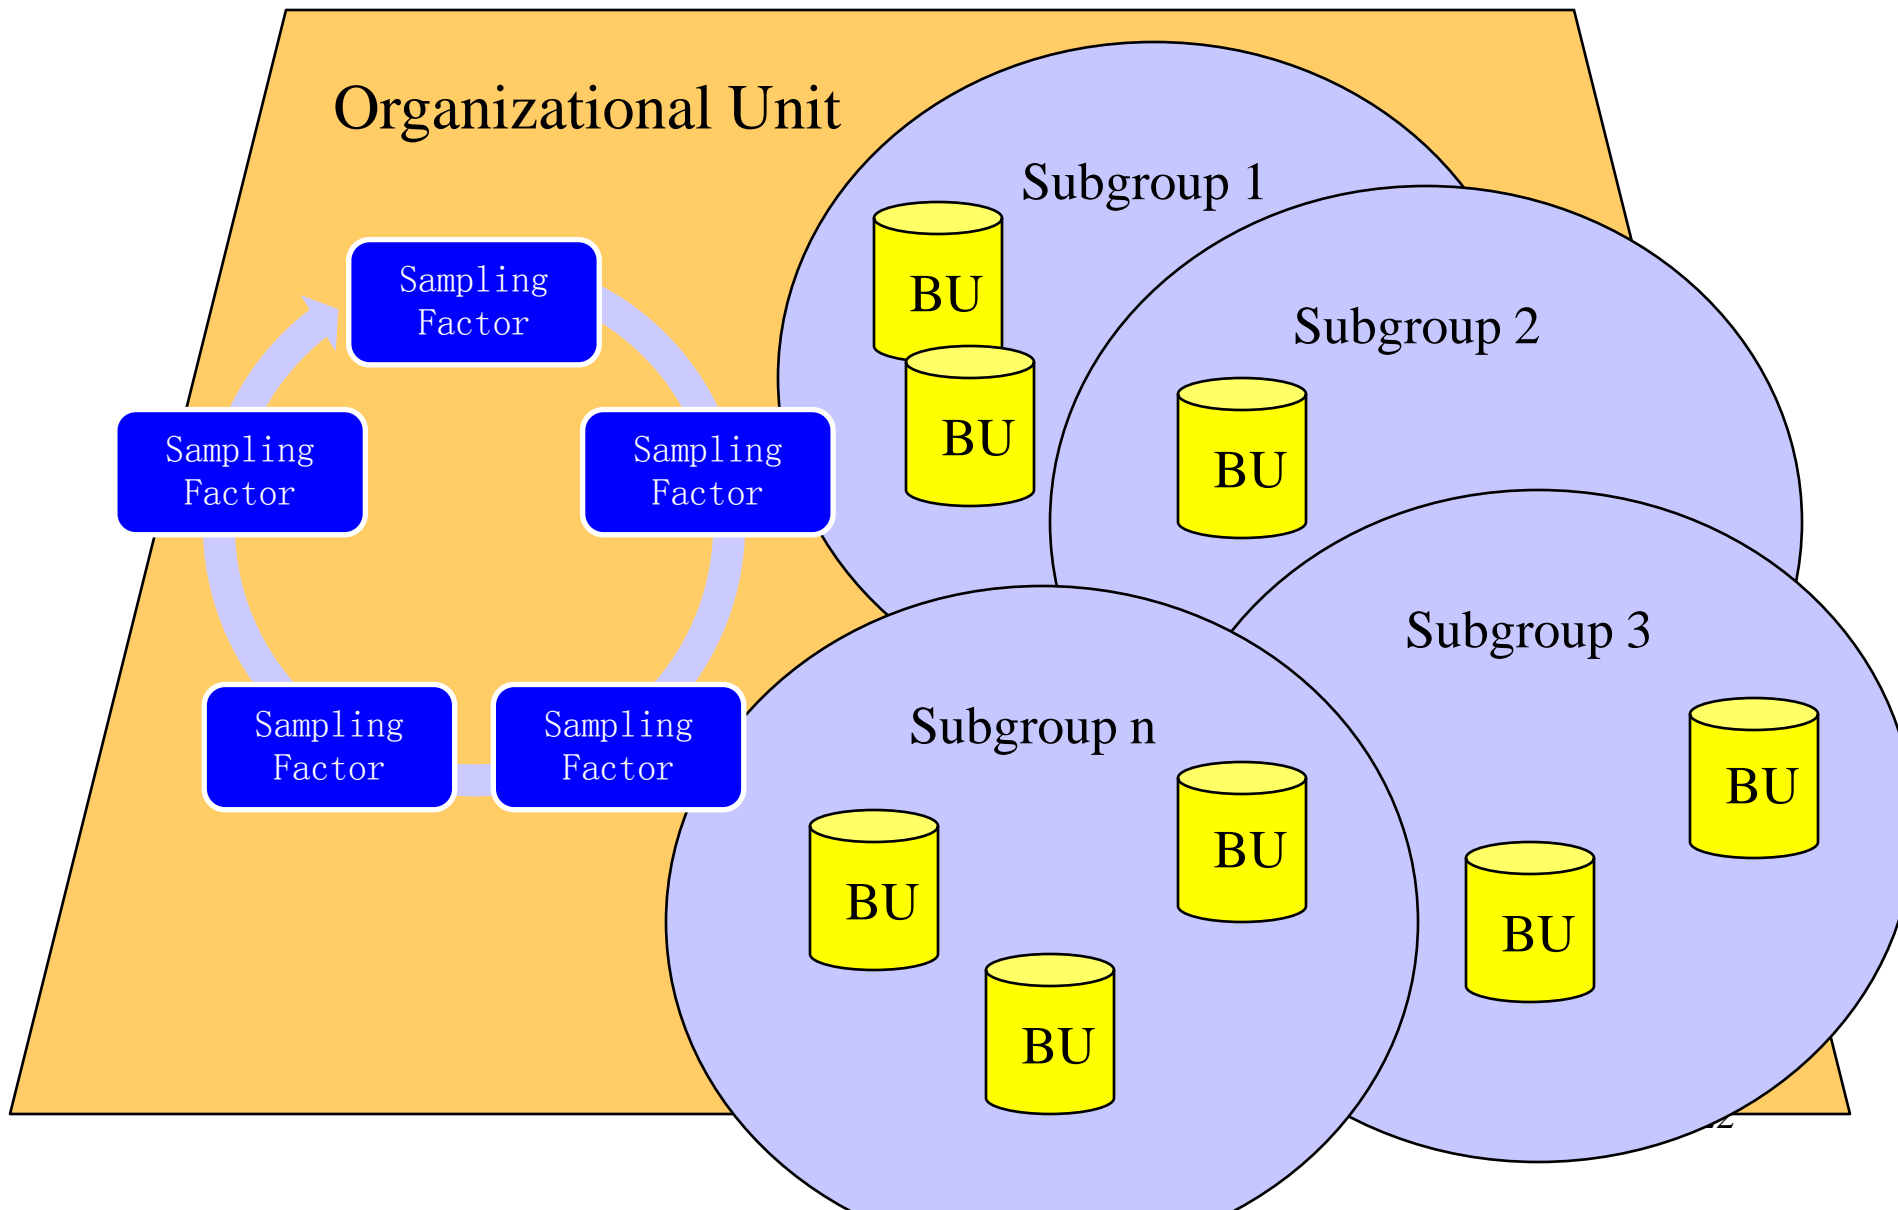 Organizational Unit
Subgroup 1
BU
BU
Subgroup 2
BU
Subgroup 3
BU
BU
Subgroup n
BU
BU
BU
Sampling
Factor
Sampling
Factor
Sampling
Factor
Sampling
Factor
Sampling
Factor